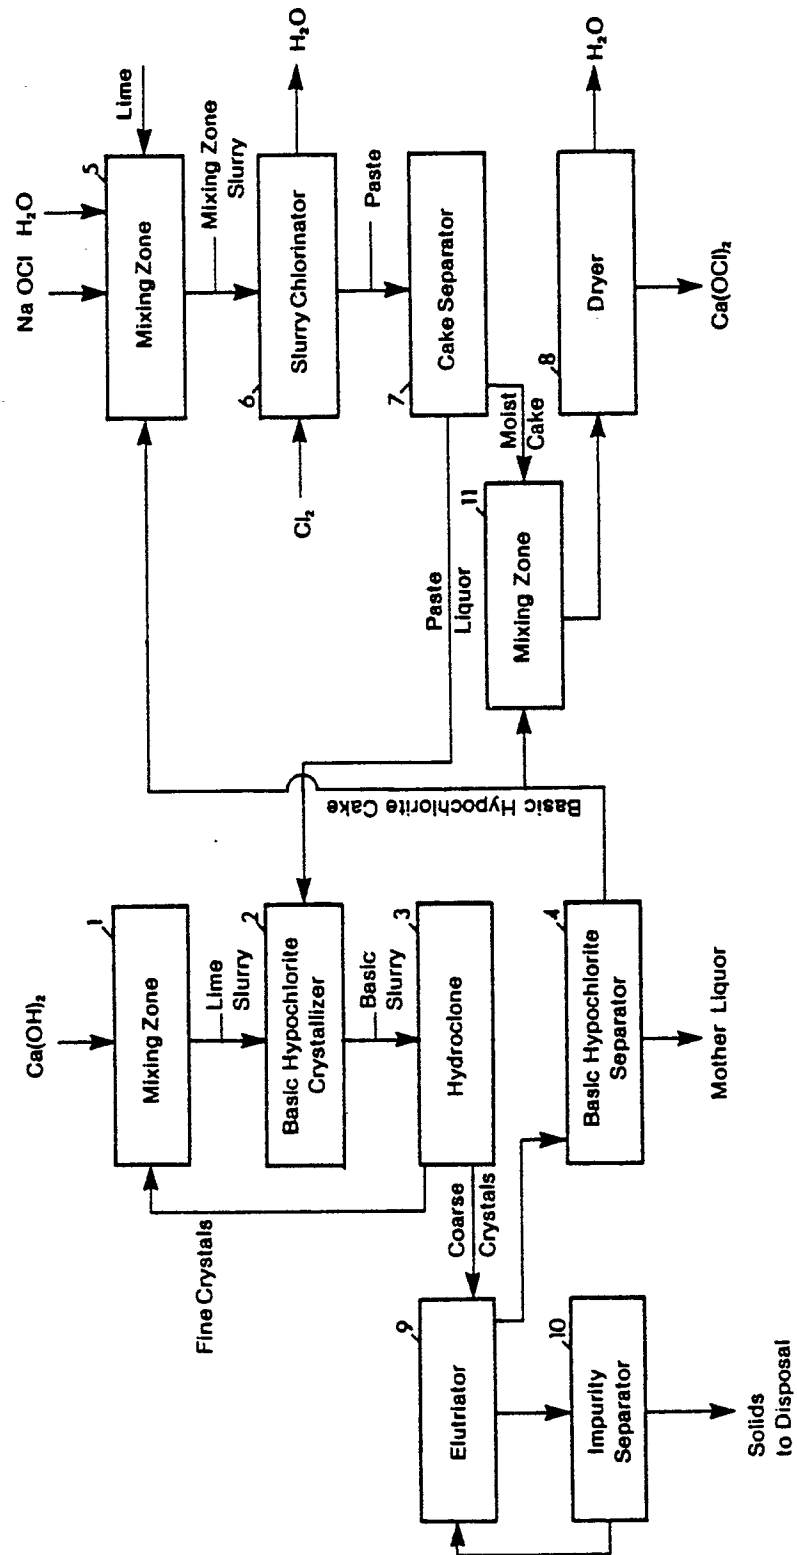 Ca(OH)₂
1
Mixing Zone
Lime
Slurry
2
Basic Hypochlorite
Crystallizer
Basic
Slurry
3
Hydroclone
Fine Crystals
Coarse
Crystals
9
Elutriator
10
Impurity
Separator
Solids
to Disposal
4
Basic Hypochlorite
Separator
Mother Liquor
Basic Hypochlorite Cake
Na OCl H₂O
Lime
5
Mixing Zone
Mixing Zone
Slurry
6
Slurry Chlorinator
Cl₂
H₂O
Paste
7
Cake Separator
Paste
Liquor
Moist
Cake
11
Mixing Zone
8
Dryer
H₂O
Ca(OCl)₂